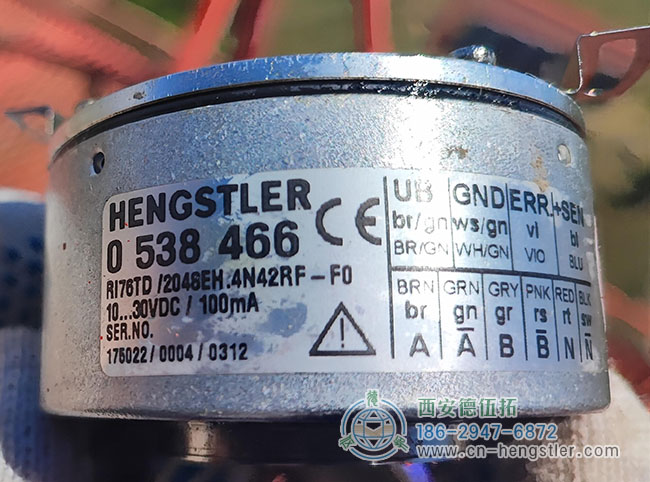 HENGSTLER
0 538 466
CE
RI76TD /2048EH.4N42RF-F0
10...30VDC / 100mA
SER.NO.
175022 / 0004 / 0312
UB GND ERR. +SEN
br/gn ws/gn vi bl
BR/GN WH/GN VIO BLU
BRN GRN GRY PNK RED BLK
br gn gr rs rt sw
A A̅ B B̅ N N̅
西安德伍拓
186-2947-6872
www.cn-hengstler.com